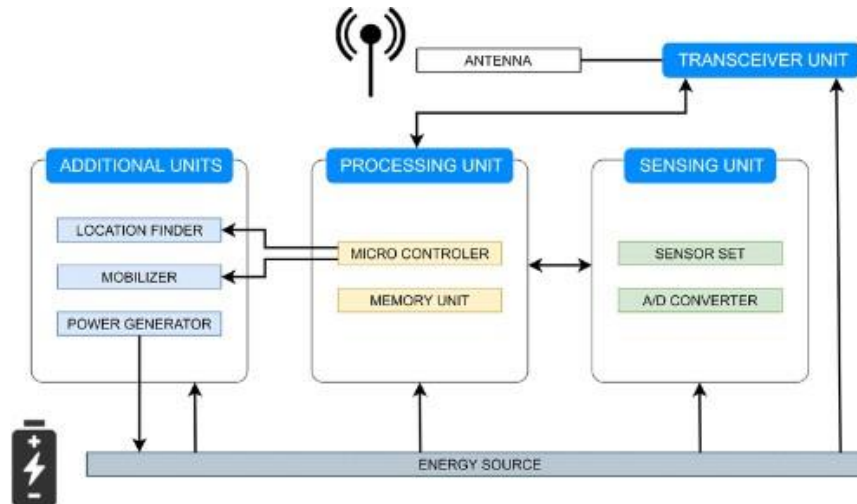 ANTENNA
TRANSCEIVER UNIT
ADDITIONAL UNITS
PROCESSING UNIT
SENSING UNIT
LOCATION FINDER
MICRO CONTROLER
SENSOR SET
MOBILIZER
MEMORY UNIT
A/D CONVERTER
POWER GENERATOR
ENERGY SOURCE